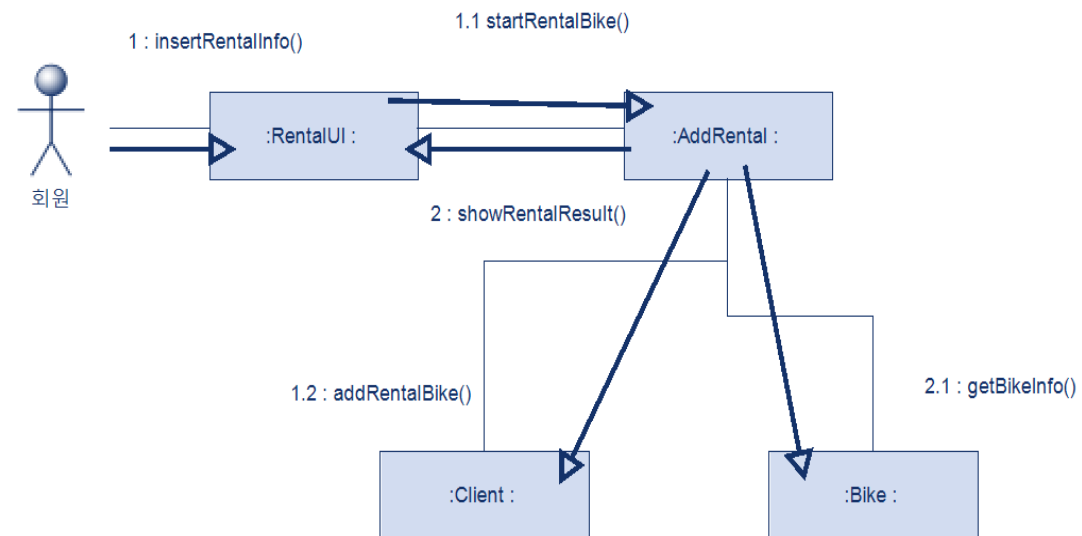 1.1 startRentalBike()
1 : insertRentalInfo()
:RentalUI :
:AddRental :
회원
2 : showRentalResult()
1.2 : addRentalBike()
2.1 : getBikeInfo()
:Client :
:Bike :